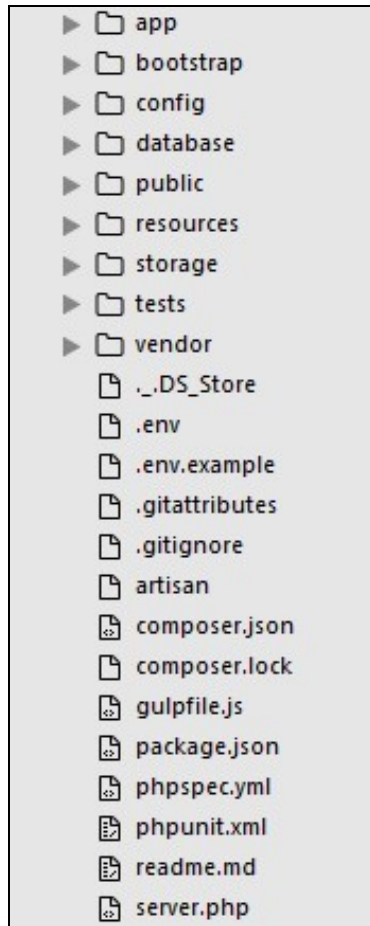 app
bootstrap
config
database
public
resources
storage
tests
vendor
._.DS_Store
.env
.env.example
.gitattributes
.gitignore
artisan
composer.json
composer.lock
gulpfile.js
package.json
phpspec.yml
phpunit.xml
readme.md
server.php